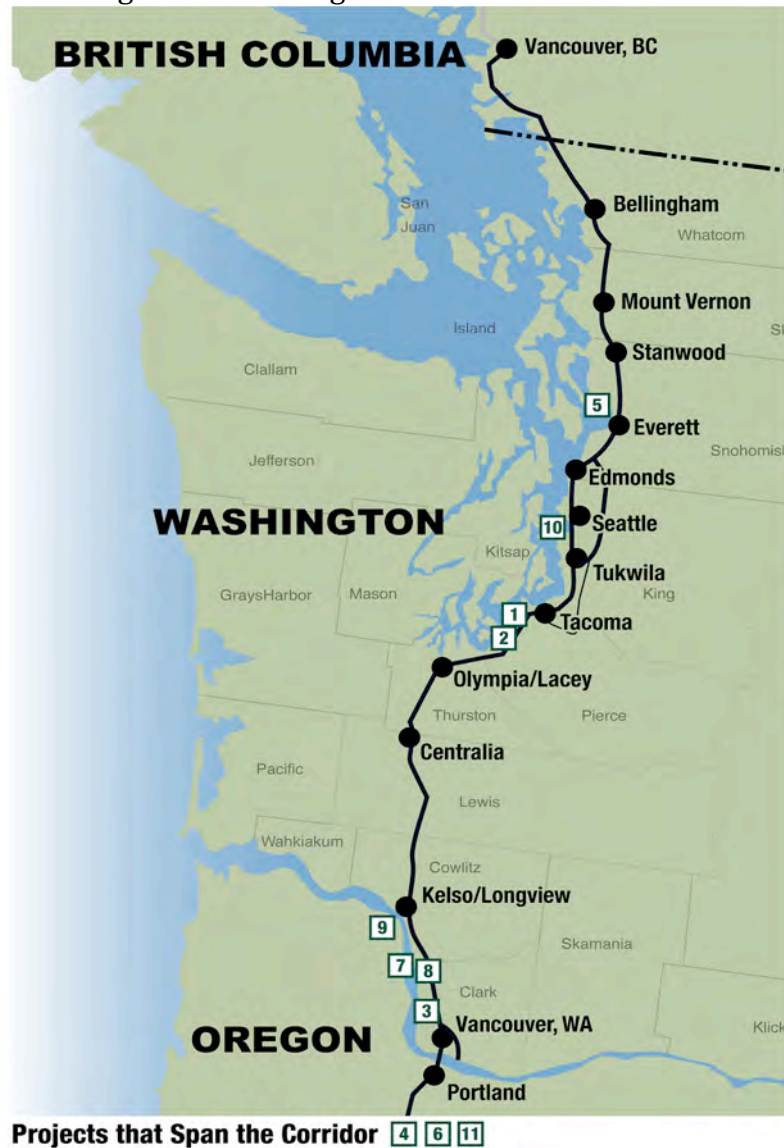 BRITISH COLUMBIA
Vancouver, BC
Bellingham
San
Juan
Whatcom
Mount Vernon
Island
Stanwood
Clallam
5
Everett
Snohomish
Jefferson
Edmonds
WASHINGTON
10
Seattle
Kitsap
Tukwila
GraysHarbor
Mason
King
1
Tacoma
2
Olympia/Lacey
Thurston
Pierce
Centralia
Pacific
Lewis
Wahkiakum
Cowlitz
Kelso/Longview
9
Skamania
7
8
Clark
3
Vancouver, WA
Klick
OREGON
Portland
Projects that Span the Corridor 4 6 11